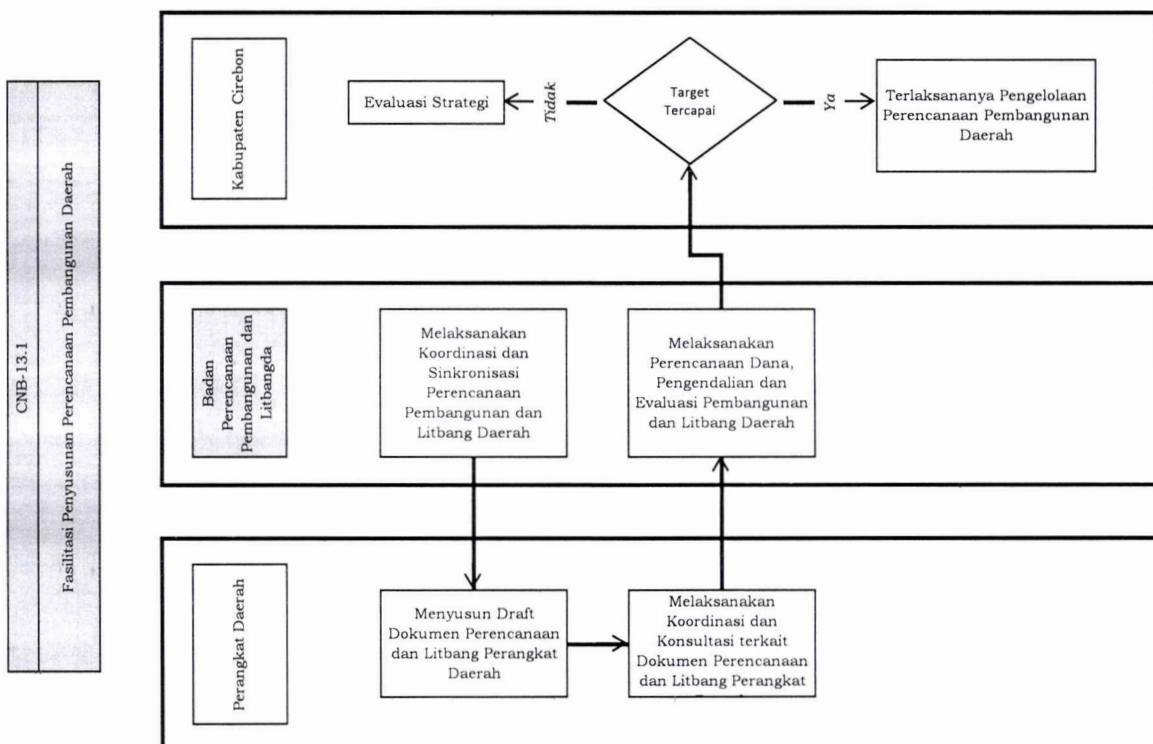 CNB-13.1
Fasilitasi Penyusunan Perencanaan Pembangunan Daerah
Kabupaten Cirebon
Evaluasi Strategi
Tidak
Target
Tercapai
Ya
Terlaksananya Pengelolaan
Perencanaan Pembangunan
Daerah
Badan
Perencanaan
Pembangunan dan
Litbangda
Melaksanakan
Koordinasi dan
Sinkronisasi
Perencanaan
Pembangunan dan
Litbang Daerah
Melaksanakan
Perencanaan Dana,
Pengendalian dan
Evaluasi Pembangunan
dan Litbang Daerah
Perangkat Daerah
Menyusun Draft
Dokumen Perencanaan
dan Litbang Perangkat
Daerah
Melaksanakan
Koordinasi dan
Konsultasi terkait
Dokumen Perencanaan
dan Litbang Perangkat